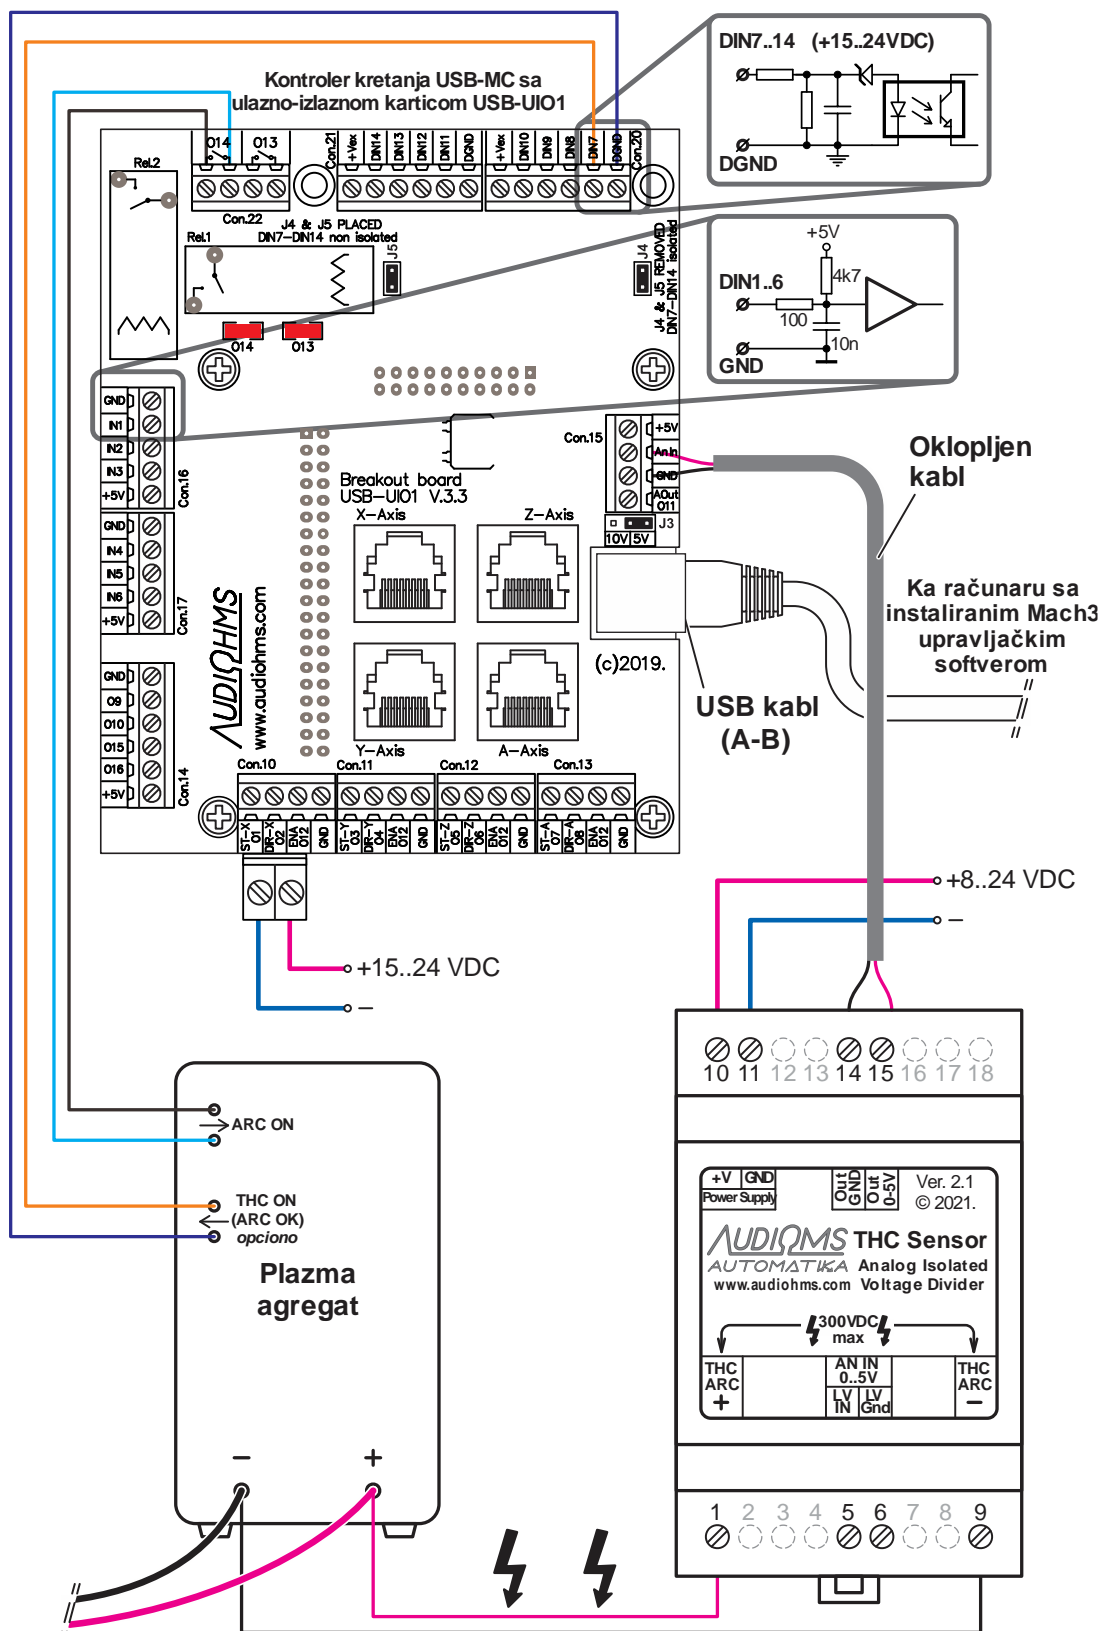 DIN7..14 (+15..24VDC)
DGND
Kontroler kretanja USB-MC sa
ulazno-izlaznom karticom USB-UIO1
O14
O13
Con.21
+Vex
DIN14
DIN13
DIN12
DIN11
DGND
+Vex
DIN10
DIN9
DIN8
DIN7
DGND
Con.20
Rel.2
Con.22
J4 & J5 PLACED
DIN7-DIN14 non isolated
Rel.1
J5
J4
J4 & J5 REMOVED
DIN7-DIN14 isolated
O14
O13
+5V
DIN1..6
4k7
100
10n
GND
GND
IN1
IN2
IN3
+5V
Con.16
GND
IN4
IN5
IN6
+5V
Con.17
GND
O9
O10
O15
O16
+5V
Con.14
Con.15
+5V
An In
GND
AOut
O11
J3
10V
5V
Breakout board
USB-UIO1 V.3.3
X-Axis
Z-Axis
Y-Axis
A-Axis
AUDIOHMS
www.audiohms.com
(c)2019.
Oklopljen
kabl
Ka računaru sa
instaliranim Mach3
upravljačkim
softverom
USB kabl
(A-B)
Con.10
Con.11
Con.12
Con.13
ST-X
O1
DIR-X
O2
ENA
O12
GND
ST-Y
O3
DIR-Y
O4
ENA
O12
GND
ST-Z
O5
DIR-Z
O6
ENA
O12
GND
ST-A
O7
DIR-A
O8
ENA
O12
GND
+15..24 VDC
–
+8..24 VDC
–
10 11 12 13 14 15 16 17 18
+V
GND
Power Supply
Out
GND
Out
0-5V
Ver. 2.1
© 2021.
AUDIOMS
AUTOMATIKA
www.audiohms.com
THC Sensor
Analog Isolated
Voltage Divider
300VDC
max
THC
ARC
+
AN IN
0..5V
LV
IN
LV
Gnd
THC
ARC
–
1 2 3 4 5 6 7 8 9
ARC ON
THC ON
(ARC OK)
opciono
Plazma
agregat
–
+